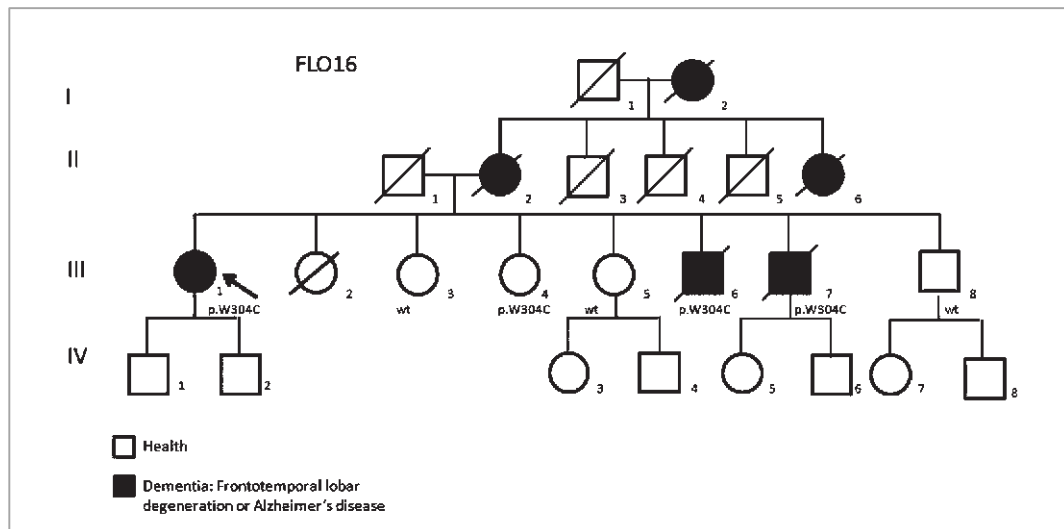 FLO16
I
1 2
II
1 2 3 4 5 6
III
1 2 3 4 5 6 7 8
p.W304C wt p.W304C wt p.W304C p.W304C wt
IV
1 2 3 4 5 6 7 8
Health
Dementia: Frontotemporal lobar
degeneration or Alzheimer's disease